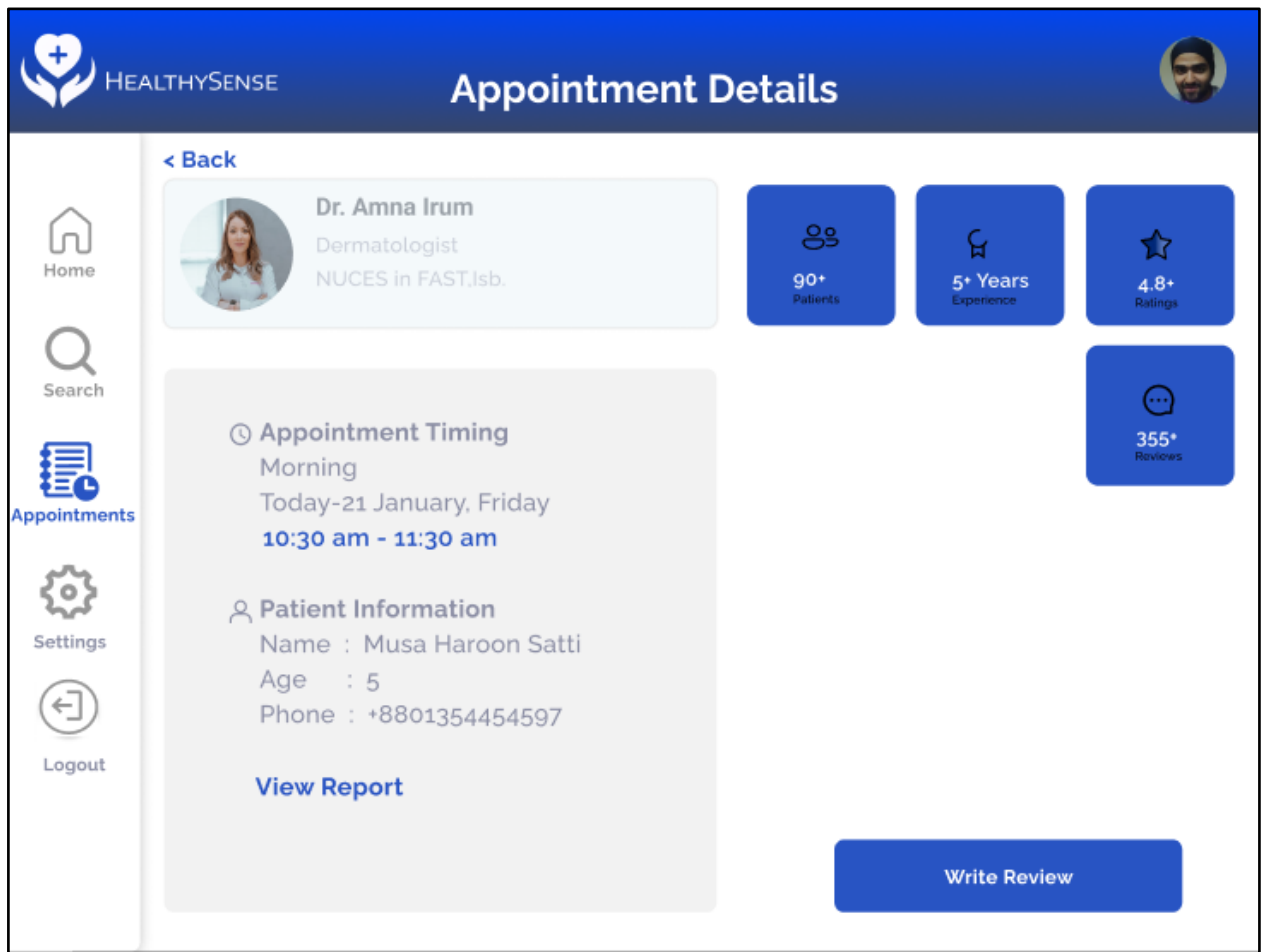 HEALTHYSENSE
Appointment Details
< Back
Dr. Amna Irum
Dermatologist
NUCES in FAST,Isb.
90+
Patients
5+ Years
Experience
4.8+
Ratings
355+
Reviews
Home
Search
Appointments
Settings
Logout
Appointment Timing
Morning
Today-21 January, Friday
10:30 am - 11:30 am
Patient Information
Name : Musa Haroon Satti
Age : 5
Phone : +8801354454597
View Report
Write Review